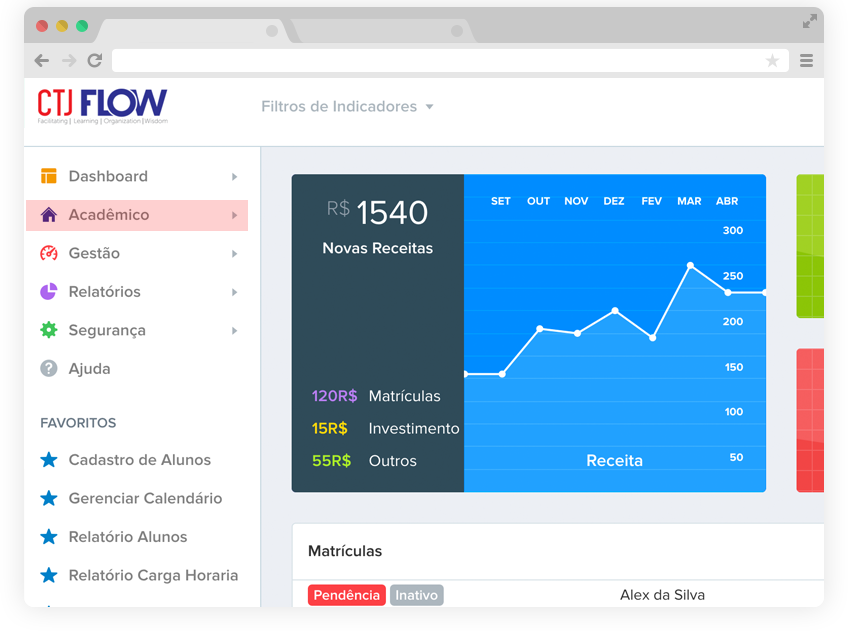 CTJ FLOW
Facilitating | Learning | Organization | Wisdom
Filtros de Indicadores
Dashboard
Acadêmico
Gestão
Relatórios
Segurança
Ajuda
FAVORITOS
Cadastro de Alunos
Gerenciar Calendário
Relatório Alunos
Relatório Carga Horaria
R$ 1540
Novas Receitas
120R$ Matrículas
15R$ Investimento
55R$ Outros
SET OUT NOV DEZ FEV MAR ABR
300
250
200
150
100
50
Receita
Matrículas
Pendência Inativo Alex da Silva